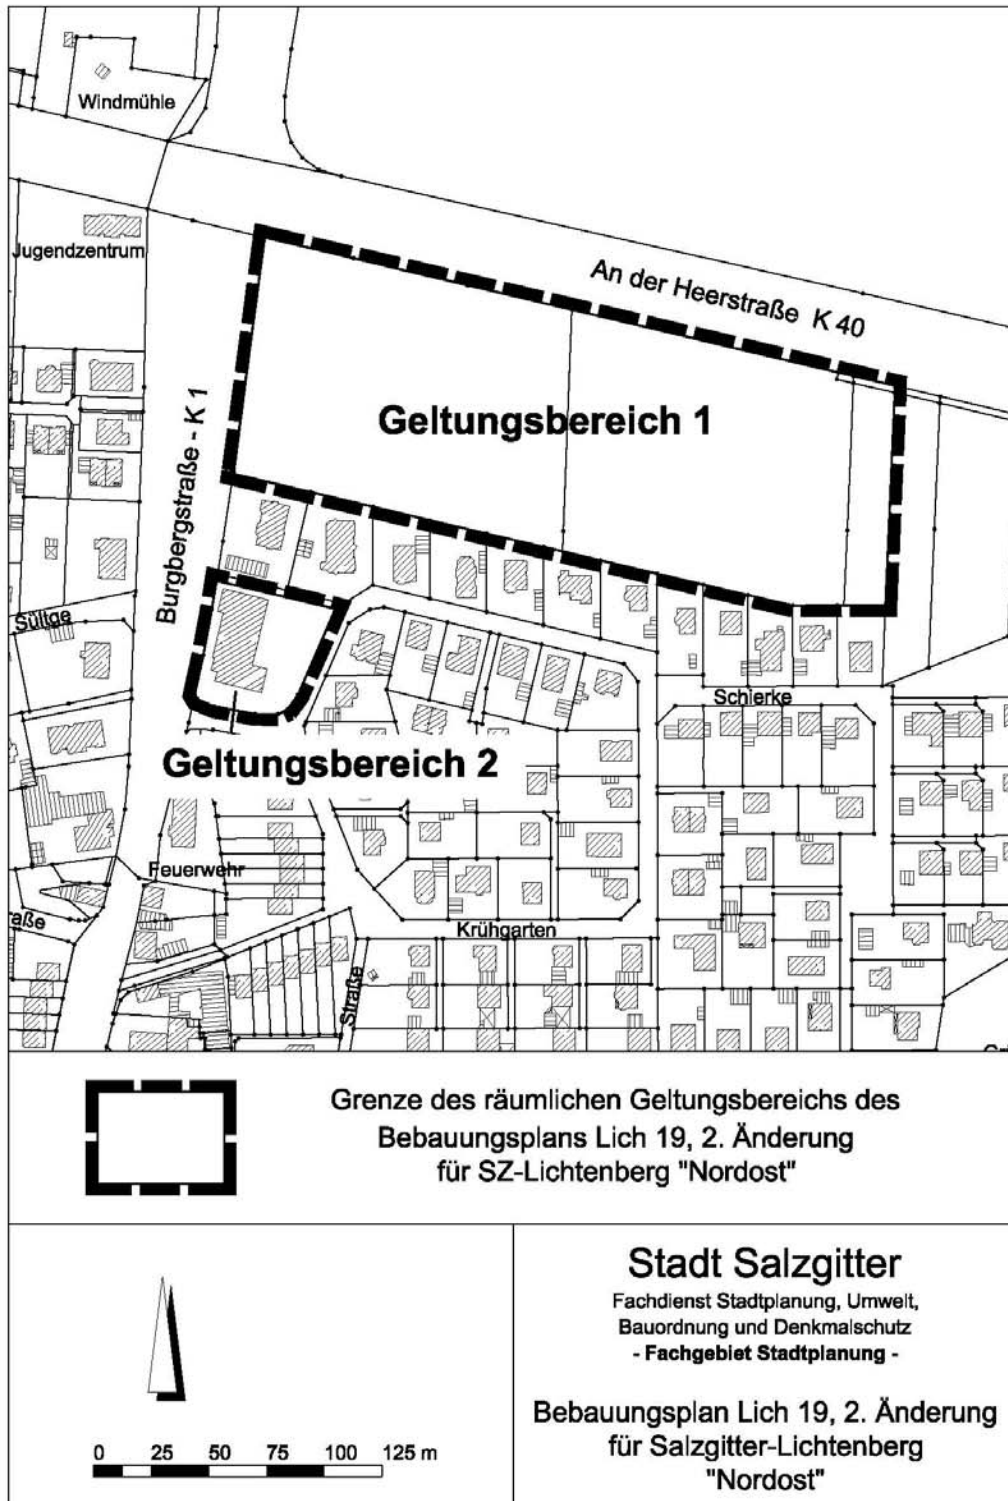 Windmühle
Jugendzentrum
An der Heerstraße K 40
Geltungsbereich 1
Burgbergstraße - K 1
Sültge
Schierke
Geltungsbereich 2
Feuerwehr
raße
Krühgarten
Straße
Grenze des räumlichen Geltungsbereichs des
Bebauungsplans Lich 19, 2. Änderung
für SZ-Lichtenberg "Nordost"
Stadt Salzgitter
Fachdienst Stadtplanung, Umwelt,
Bauordnung und Denkmalschutz
- Fachgebiet Stadtplanung -
0 25 50 75 100 125 m
Bebauungsplan Lich 19, 2. Änderung
für Salzgitter-Lichtenberg
"Nordost"